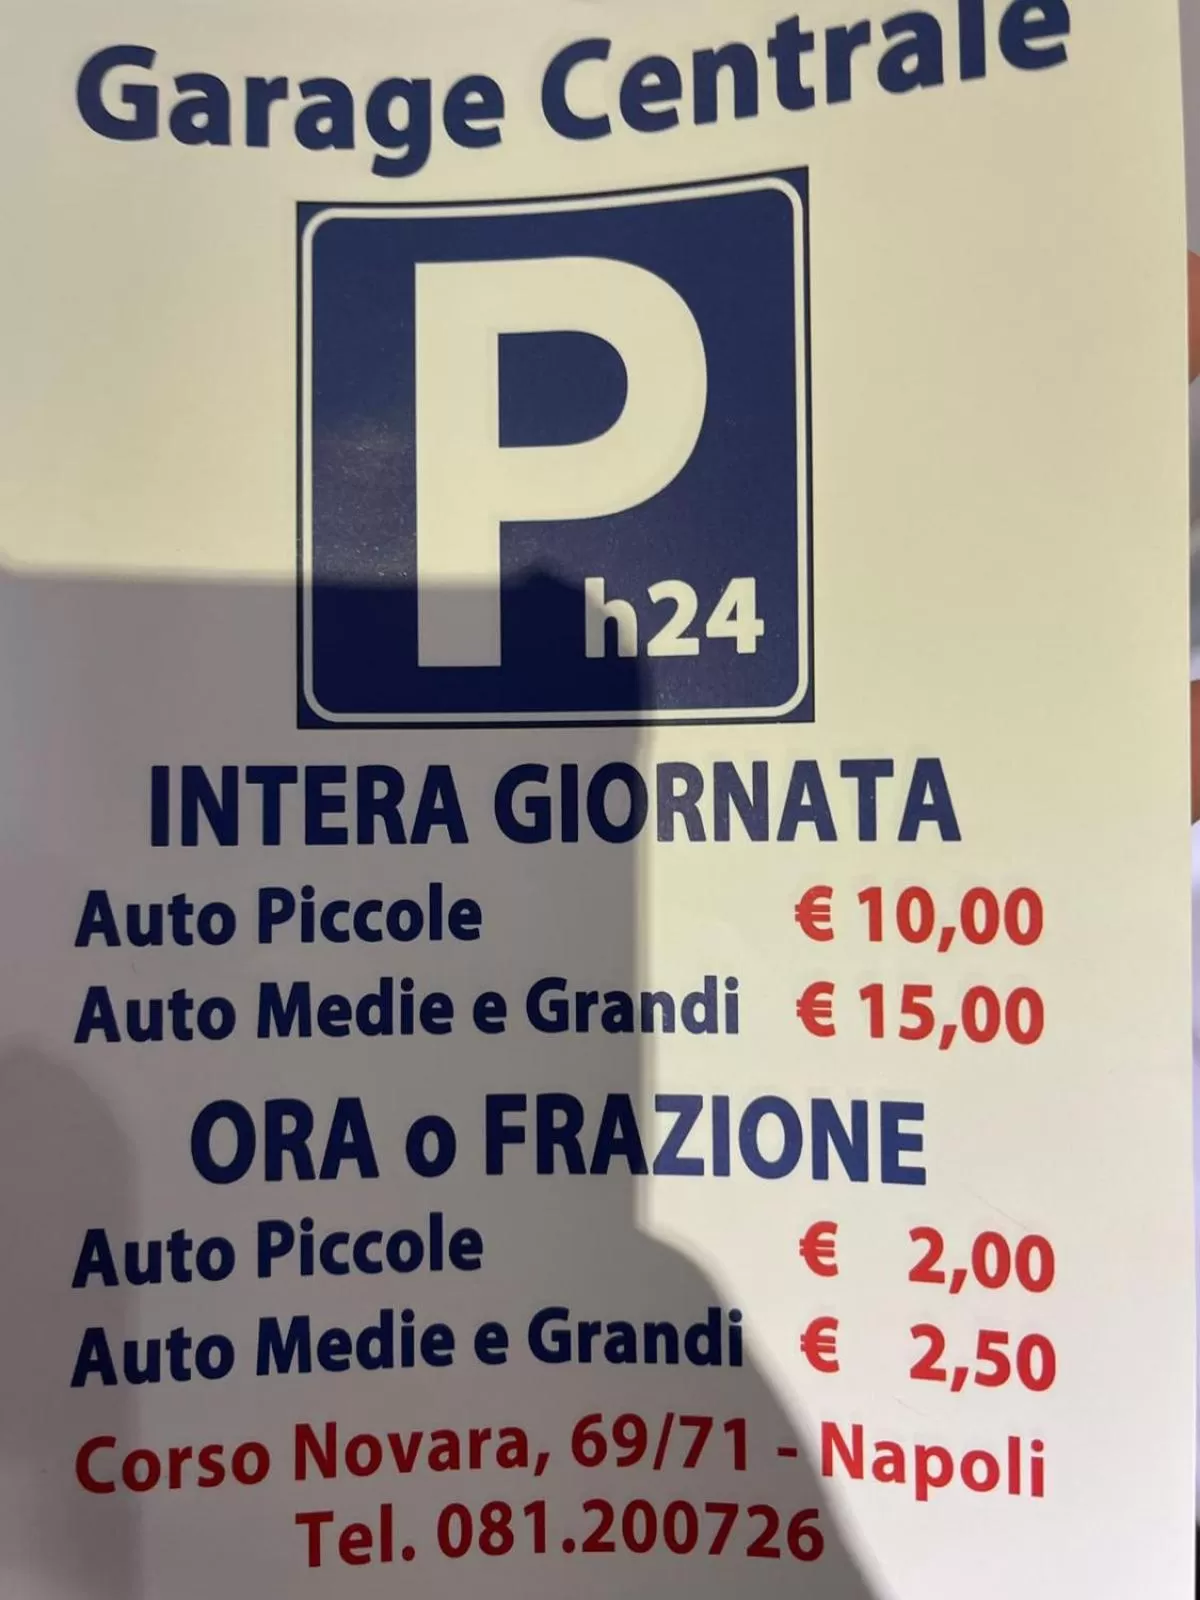 Garage Centrale
P
h24
INTERA GIORNATA
Auto Piccole € 10,00
Auto Medie e Grandi € 15,00
ORA o FRAZIONE
Auto Piccole € 2,00
Auto Medie e Grandi € 2,50
Corso Novara, 69/71 - Napoli
Tel. 081.200726